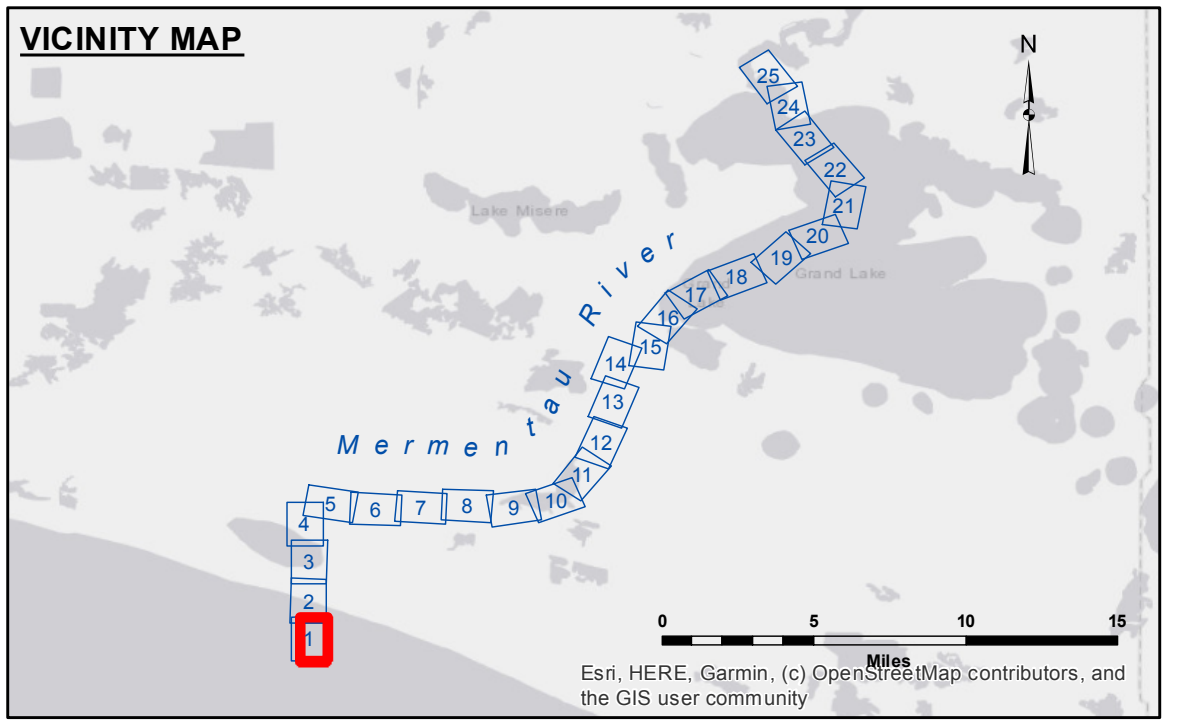 VICINITY MAP
N
25
24
23
22
Lake Misere
21
20
19
Grand Lake
18
17
16
15
River
14
13
Mermentau
12
11
10
9
8
7
6
5
4
3
2
1
0 5 10 15
Miles
Esri, HERE, Garmin, (c) OpenStreetMap contributors, and
the GIS user community